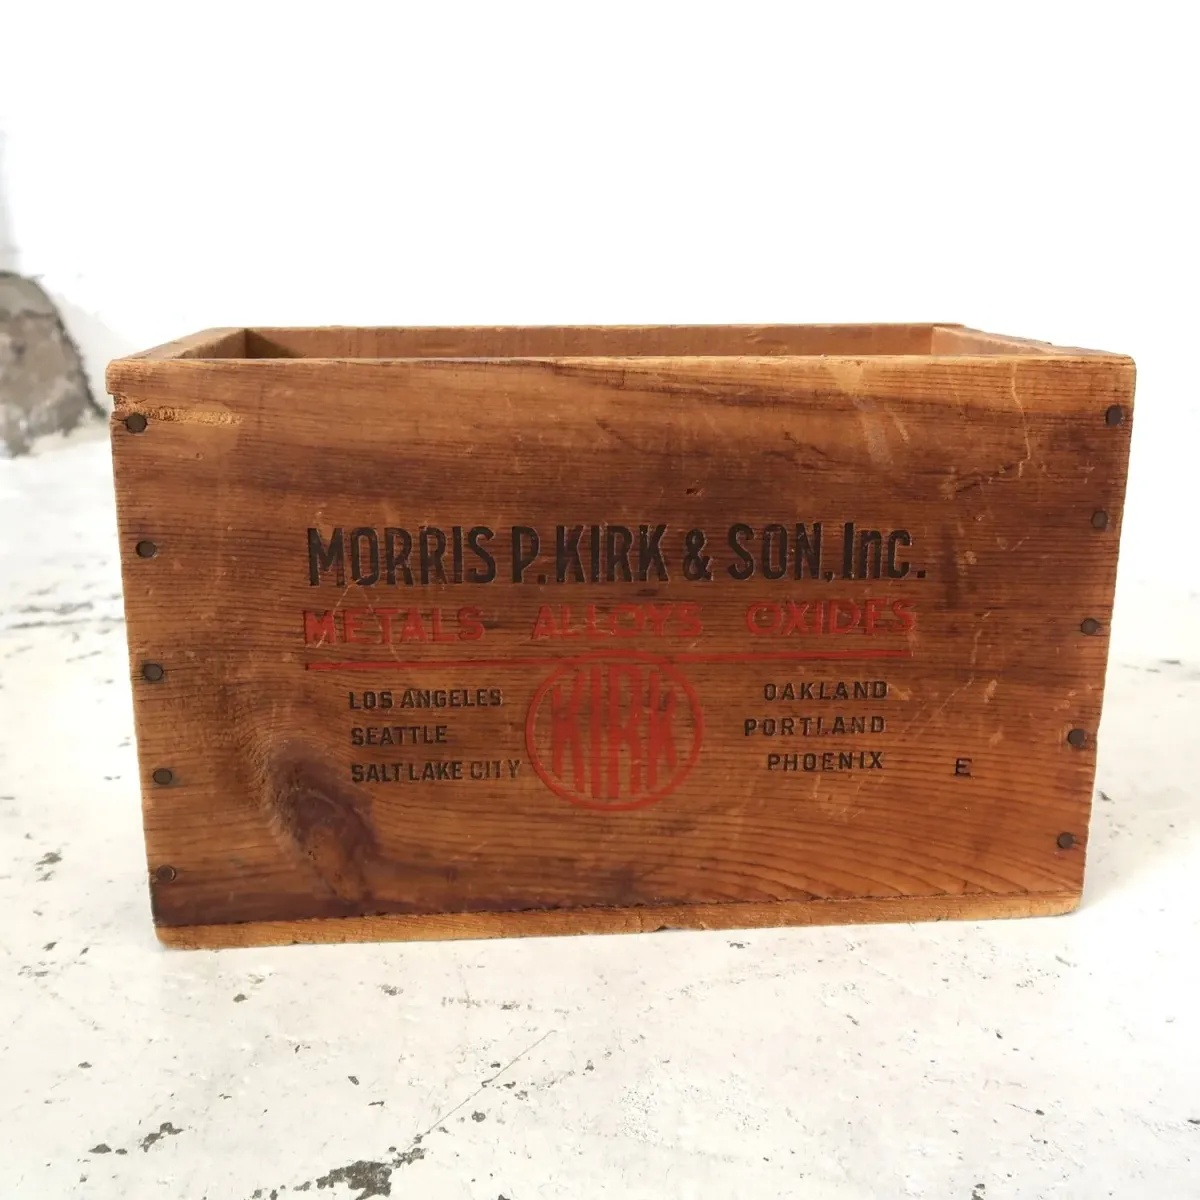 MORRIS P. KIRK & SON, Inc.
METALS ALLOYS OXIDES
LOS ANGELES
SEATTLE
SALT LAKE CITY
KIRK
OAKLAND
PORTLAND
PHOENIX
E